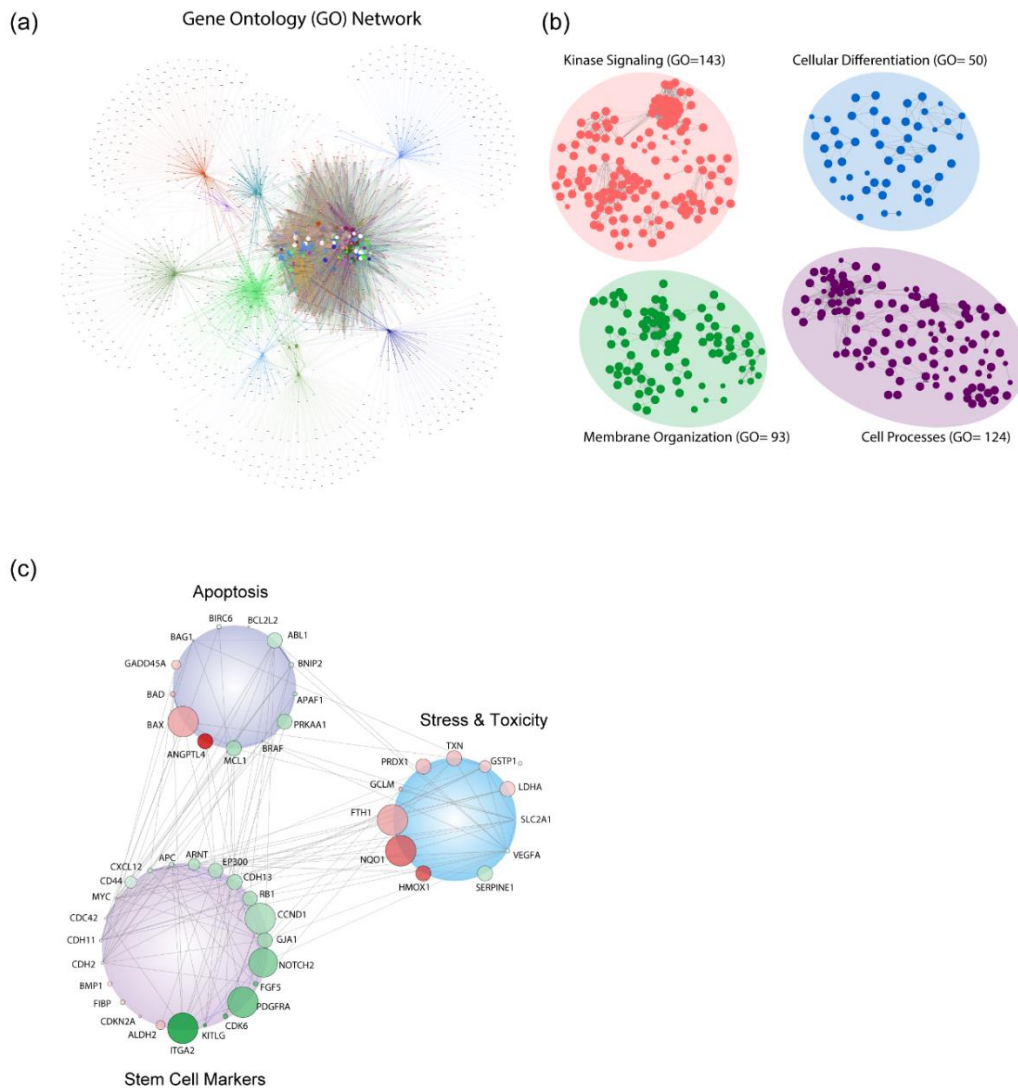 (a)
Gene Ontology (GO) Network
(b)
Kinase Signaling (GO=143)
Cellular Differentiation (GO= 50)
Membrane Organization (GO= 93)
Cell Processes (GO= 124)
(c)
Apoptosis
BIRC6
BCL2L2
BAG1
ABL1
GADD45A
BNIP2
BAD
APAF1
BAX
PRKAA1
ANGPTL4
BRAF
MCL1
Stress & Toxicity
TXN
PRDX1
GSTP1
GCLM
LDHA
FTH1
SLC2A1
NQO1
VEGFA
HMOX1
SERPINE1
APC
ARNT
CXCL12
EP300
CD44
CDH13
MYC
RB1
CDC42
CCND1
CDH11
GJA1
CDH2
NOTCH2
BMP1
FGF5
FIBP
PDGFRA
CDKN2A
CDK6
ALDH2
KITLG
ITGA2
Stem Cell Markers